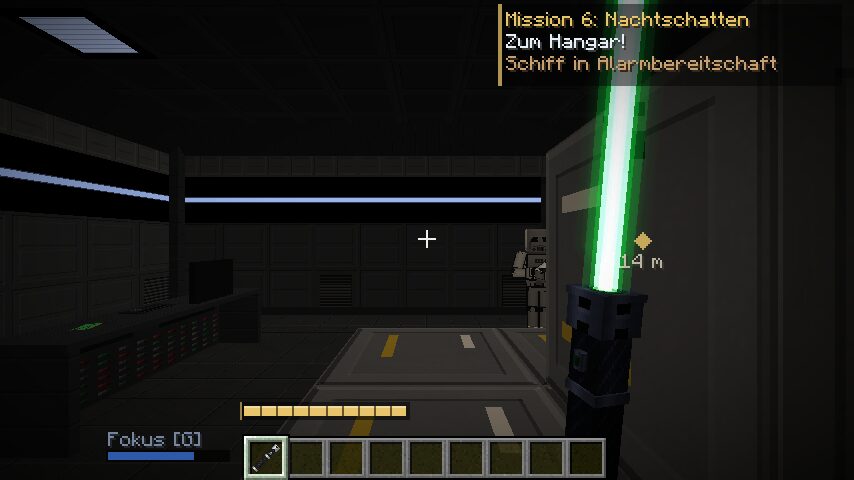 Mission 6: Nachtschatten
Zum Hangar!
Schiff in Alarmbereitschaft
14 m
Fokus [G]